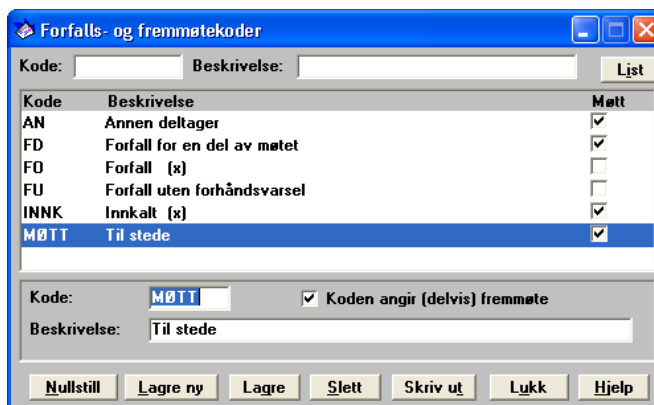 Forfalls- og fremmøtekoder
Kode: Beskrivelse: List
Kode Beskrivelse Møtt
AN Annen deltager
FD Forfall for en del av møtet
FO Forfall (x)
FU Forfall uten forhåndsvarsel
INNK Innkalt (x)
MØTT Til stede
Kode: MØTT Koden angir (delvis) fremmøte
Beskrivelse: Til stede
Nullstill Lagre ny Lagre Slett Skriv ut Lukk Hjelp